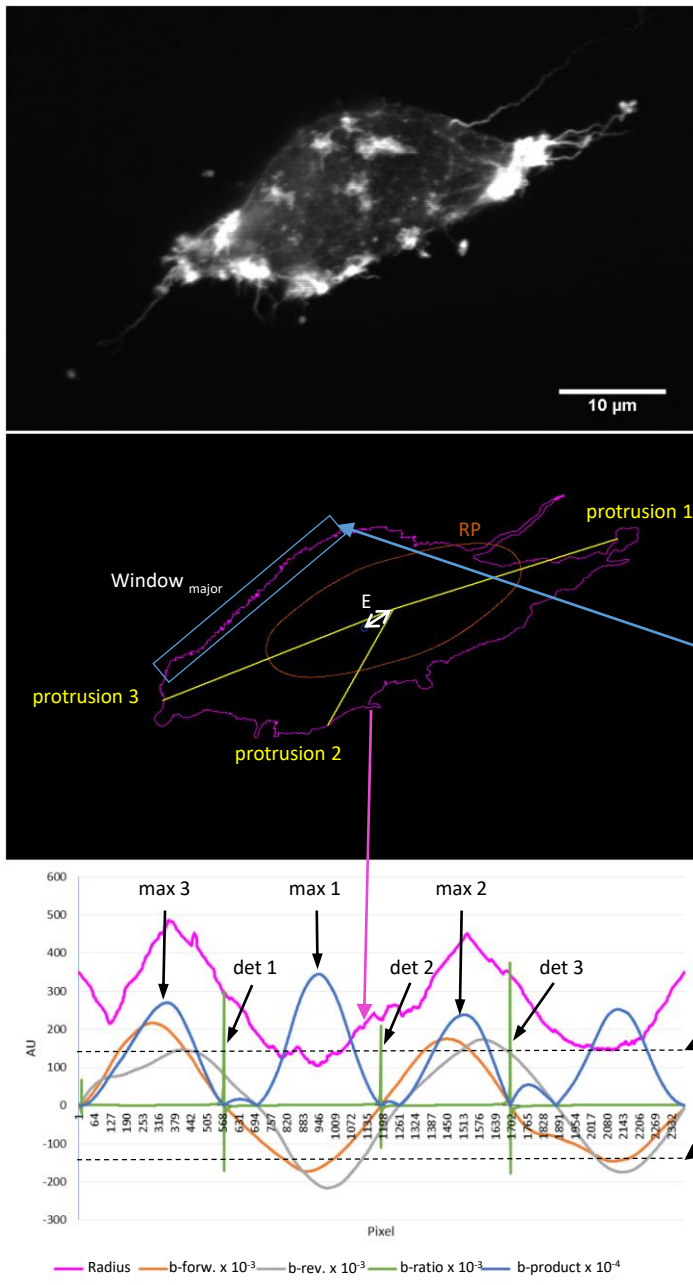 10 µm
protrusion 1
RP
Window major
E
protrusion 3
protrusion 2
600
500
400
300
200
100
0
-100
-200
-300
AU
max 3
max 1
max 2
det 1
det 2
det 3
1 64 127 190 253 316 379 442 505 568 631 694 757 820 883 946 1009 1072 1135 1198 1261 1324 1387 1450 1513 1576 1639 1702 1765 1828 1891 1954 2017 2080 2143 2206 2269 2332
Pixel
Radius b-forw. x 10⁻³ b-rev. x 10⁻³ b-ratio x 10⁻³ b-product x 10⁻⁴